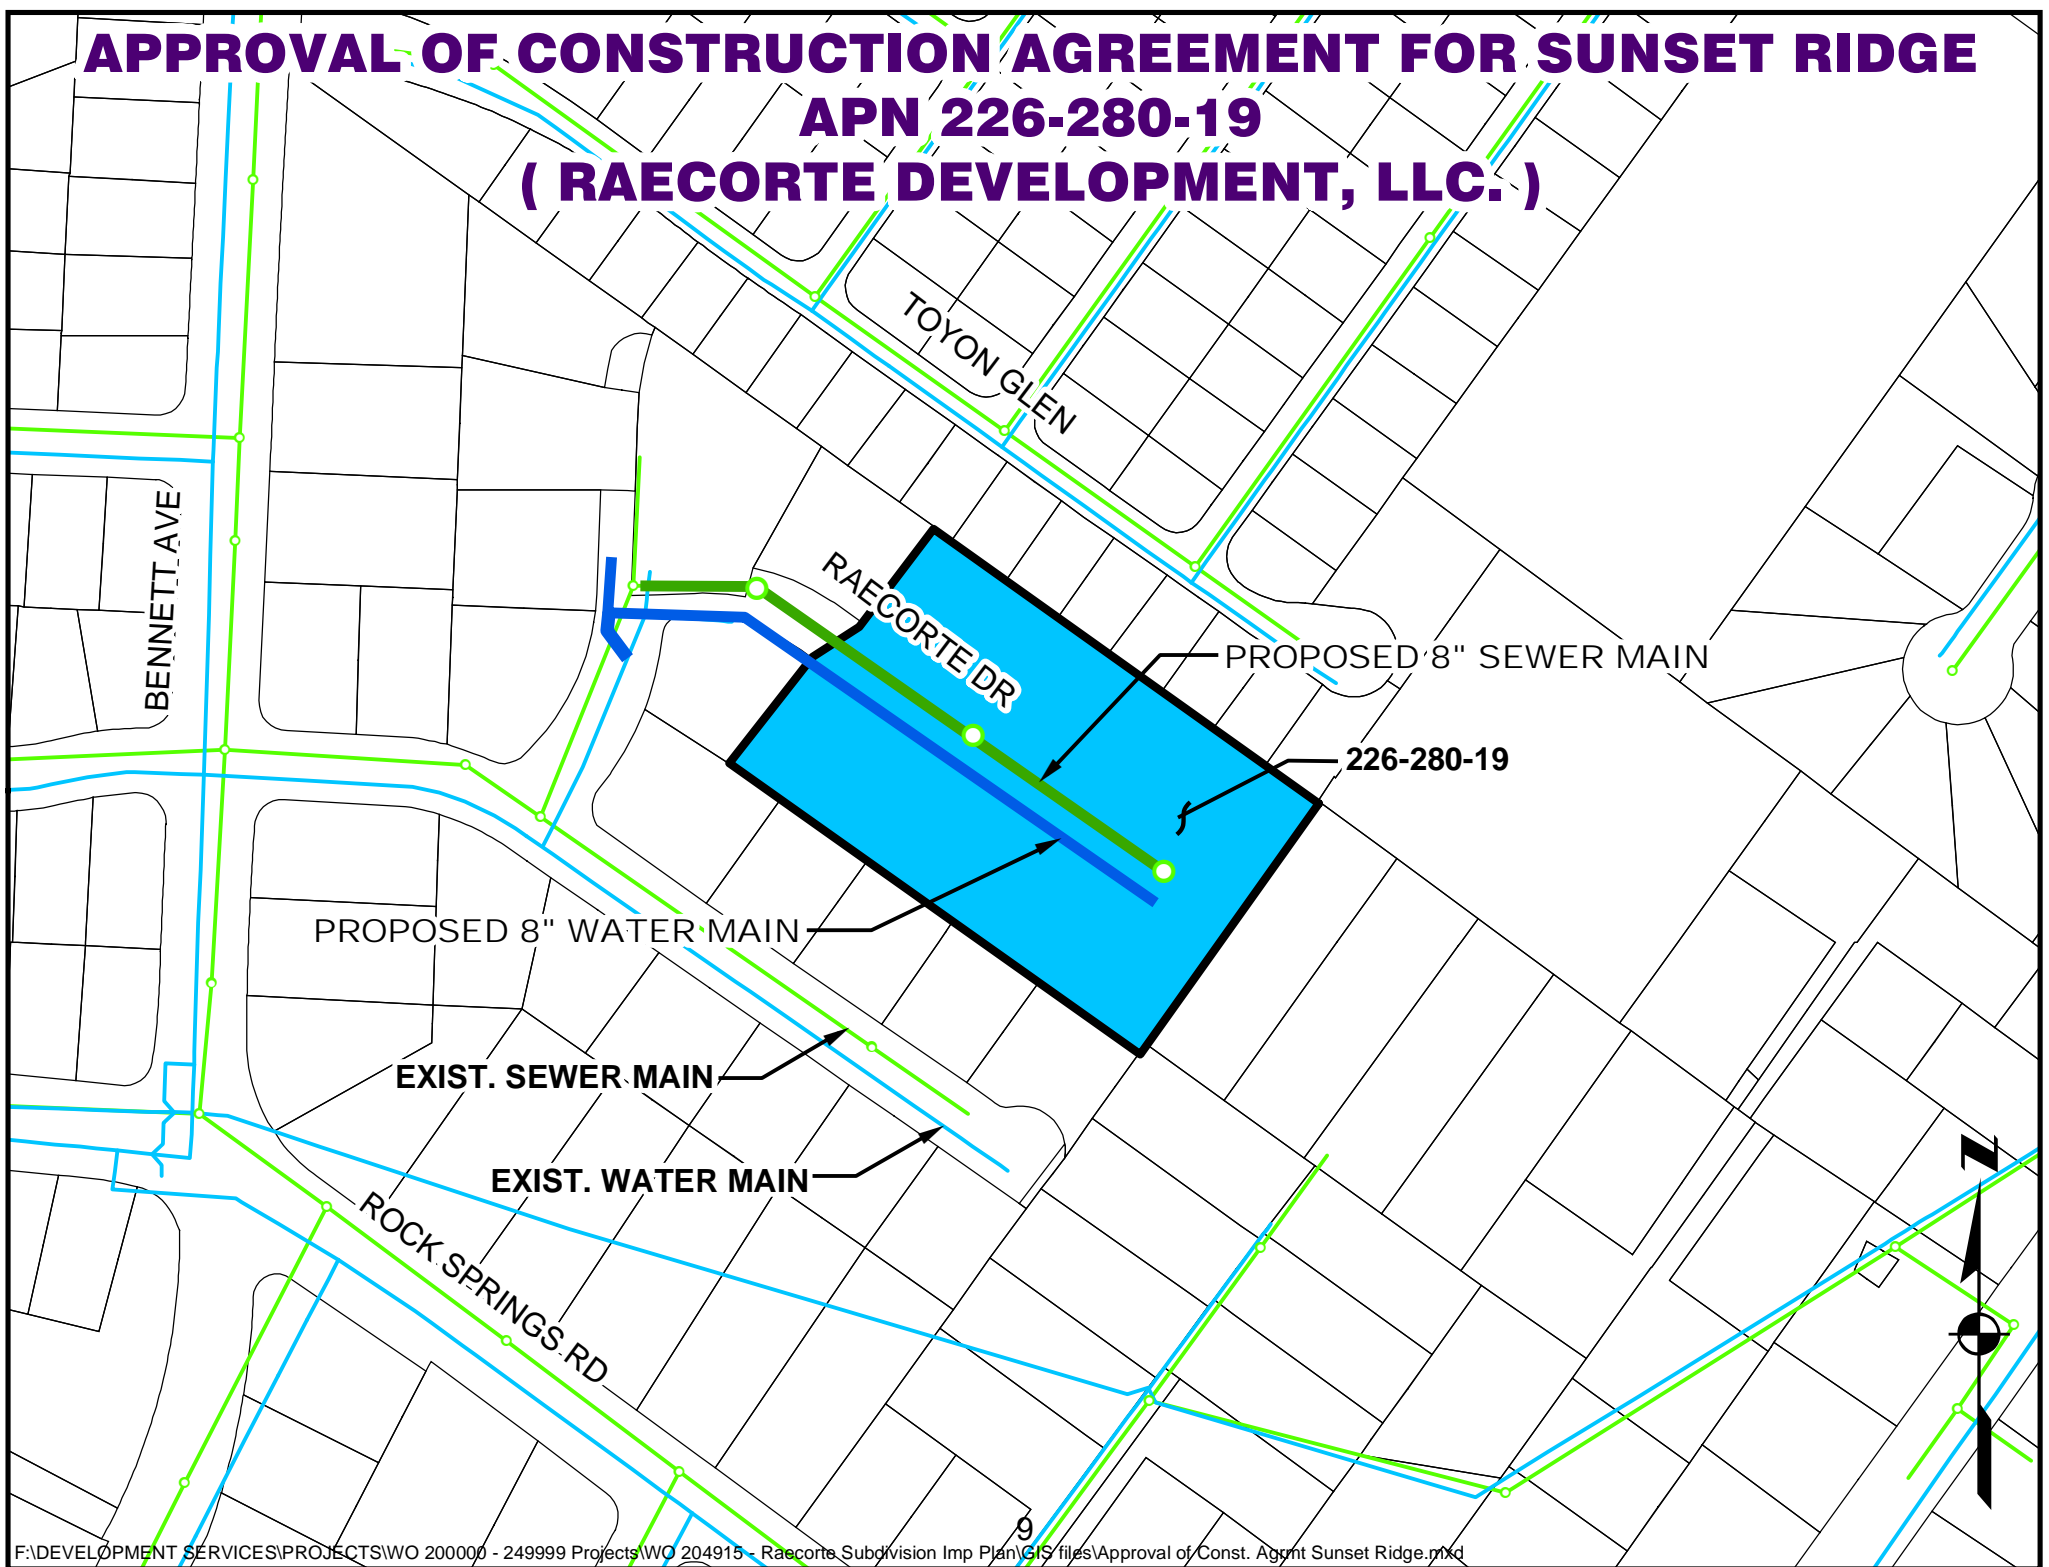 APPROVAL OF CONSTRUCTION AGREEMENT FOR SUNSET RIDGE
APN 226-280-19
( RAECORTE DEVELOPMENT, LLC. )
TOYON GLEN
BENNETT AVE
RAECORTE DR
PROPOSED 8" SEWER MAIN
226-280-19
PROPOSED 8" WATER MAIN
EXIST. SEWER MAIN
EXIST. WATER MAIN
ROCK SPRINGS RD
N
9
F:\DEVELOPMENT SERVICES\PROJECTS\WO 200000 - 249999 Projects\WO 204915 - Raecorte Subdivision Imp Plan\GIS files\Approval of Const. Agrmt Sunset Ridge.mxd